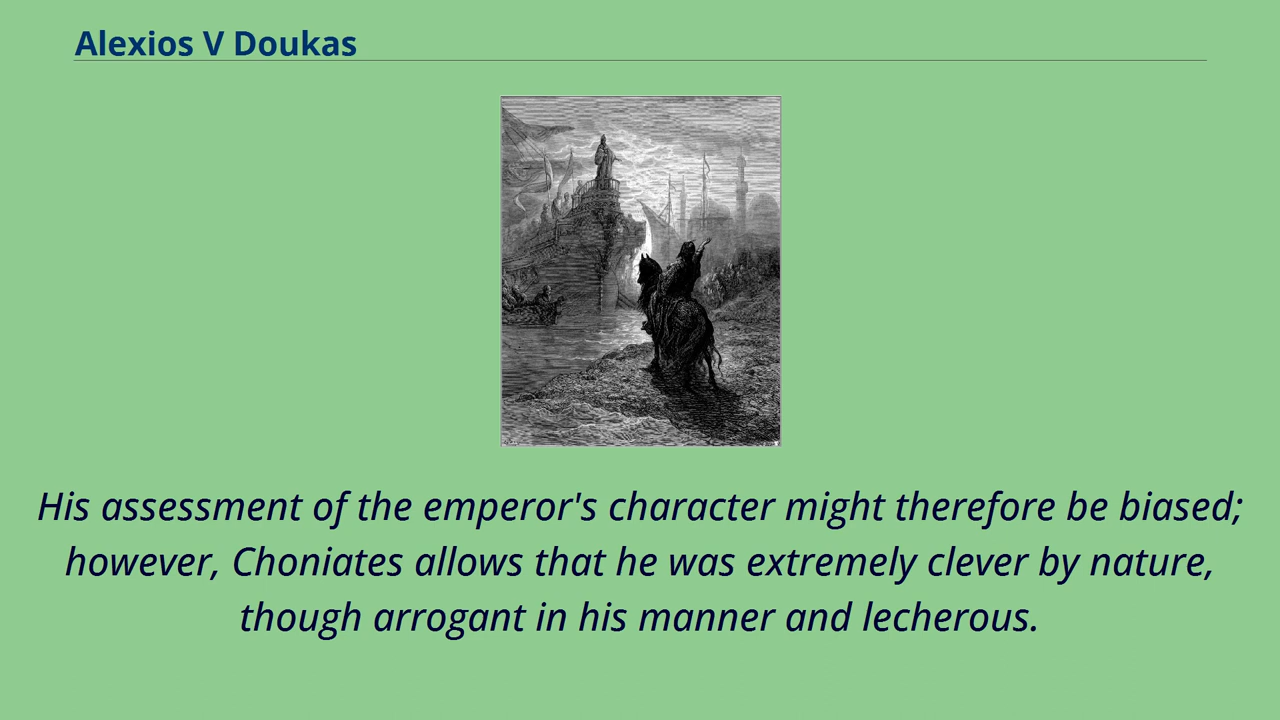 Alexios V Doukas
His assessment of the emperor's character might therefore be biased;
however, Choniates allows that he was extremely clever by nature,
though arrogant in his manner and lecherous.